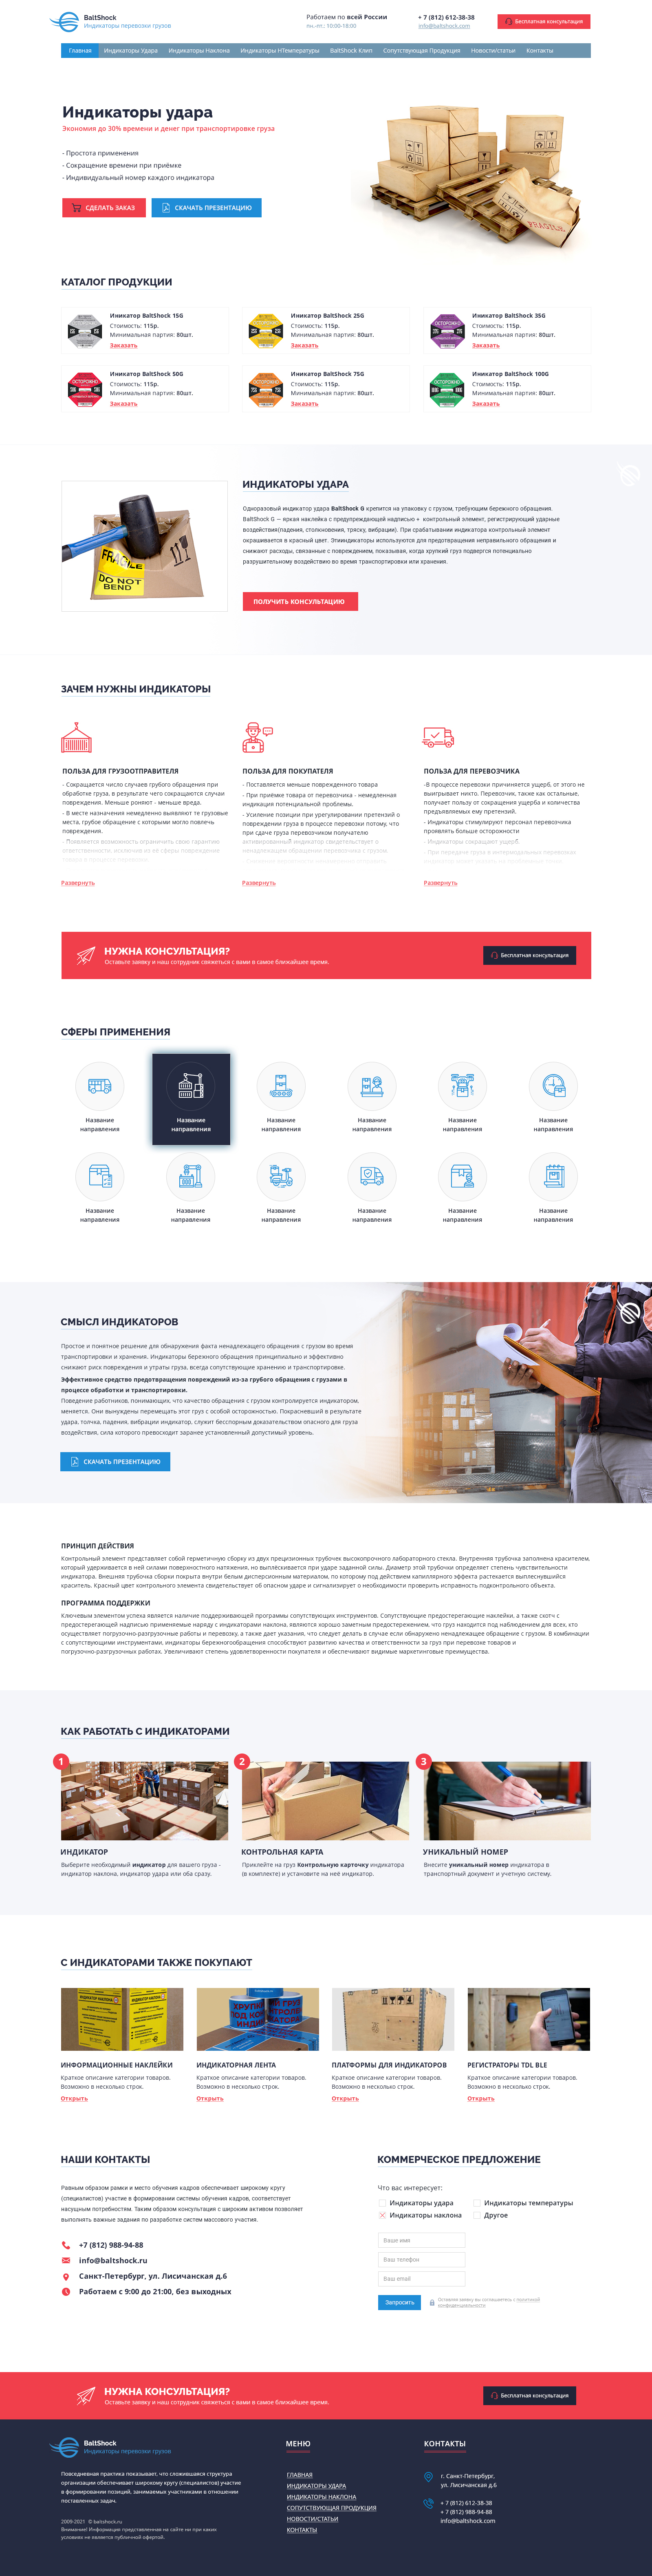 BaltShock
Индикаторы перевозки грузов
Работаем по всей России
пн.-пт.: 10:00-18:00
+ 7 (812) 612-38-38
info@baltshock.com
Бесплатная консультация
Главная Индикаторы Удара Индикаторы Наклона Индикаторы НТемпературы BaltShock Клип Сопутствующая Продукция Новости/статьи Контакты
Индикаторы удара
Экономия до 30% времени и денег при транспортировке груза
- Простота применения
- Сокращение времени при приёмке
- Индивидуальный номер каждого индикатора
СДЕЛАТЬ ЗАКАЗ
СКАЧАТЬ ПРЕЗЕНТАЦИЮ
FRAGILE
КАТАЛОГ ПРОДУКЦИИ
Иникатор BaltShock 15G
Стоимость: 115р.
Минимальная партия: 80шт.
Заказать
Иникатор BaltShock 25G
Стоимость: 115р.
Минимальная партия: 80шт.
Заказать
ОСТОРОЖНО
Иникатор BaltShock 35G
Стоимость: 115р.
Минимальная партия: 80шт.
Заказать
ОСТОРОЖНО
Иникатор BaltShock 50G
Стоимость: 115р.
Минимальная партия: 80шт.
Заказать
ОСТОРОЖНО
Иникатор BaltShock 75G
Стоимость: 115р.
Минимальная партия: 80шт.
Заказать
ОСТОРОЖНО
Иникатор BaltShock 100G
Стоимость: 115р.
Минимальная партия: 80шт.
Заказать
FRAGILE
DO NOT
BEND
ИНДИКАТОРЫ УДАРА
Одноразовый индикатор удара BaltShock G крепится на упаковку с грузом, требующим бережного обращения.
BaltShock G — яркая наклейка с предупреждающей надписью + контрольный элемент, регистрирующий ударные
воздействия(падения, столкновения, тряску, вибрации). При срабатывании индикатора контрольный элемент
окрашивается в красный цвет. Этииндикаторы используются для предотвращения неправильного обращения и
снижают расходы, связанные с повреждением, показывая, когда хрупкий груз подвергся потенциально
разрушительному воздействию во время транспортировки или хранения.
ПОЛУЧИТЬ КОНСУЛЬТАЦИЮ
ЗАЧЕМ НУЖНЫ ИНДИКАТОРЫ
ПОЛЬЗА ДЛЯ ГРУЗООТПРАВИТЕЛЯ
- Сокращается число случаев грубого обращения при
обработке груза, в результате чего сокращаются случаи
повреждения. Меньше роняют - меньше вреда.
- В месте назначения немедленно выявляют те грузовые
места, грубое обращение с которыми могло повлечь
повреждения.
- Появляется возможность ограничить свою гарантию
ответственности, исключив из её сферы повреждения
Развернуть
ПОЛЬЗА ДЛЯ ПОКУПАТЕЛЯ
- Поставляется меньше поврежденного товара
- При приёмке товара от перевозчика - немедленная
индикация потенциальной проблемы.
- Усиление позиции при урегулировании претензий о
повреждении груза в процессе перевозки потому, что
при сдаче груза перевозчиком получателю
активированный индикатор свидетельствует о
ненадлежащем обращении перевозчика с грузом.
Развернуть
ПОЛЬЗА ДЛЯ ПЕРЕВОЗЧИКА
-В процессе перевозки причиняется ущерб, от этого не
выигрывает никто. Перевозчик, также как остальные,
получает пользу от сокращения ущерба и количества
предъявляемых ему претензий.
- Индикаторы стимулируют персонал перевозчика
проявлять больше осторожности
- Индикаторы сокращают ущерб.
Развернуть
НУЖНА КОНСУЛЬТАЦИЯ?
Оставьте заявку и наш сотрудник свяжеться с вами в самое ближайшее время.
Бесплатная консультация
СФЕРЫ ПРИМЕНЕНИЯ
Название Название Название Название Название Название
направления направления направления направления направления направления
Название Название Название Название Название Название
направления направления направления направления направления направления
СМЫСЛ ИНДИКАТОРОВ
Простое и понятное решение для обнаружения факта ненадлежащего обращения с грузом во время
транспортировки и хранения. Индикаторы бережного обращения принципиально и эффективно
снижают риск повреждения и утраты груза, всегда сопутствующие хранению и транспортировке.
Эффективное средство предотвращения повреждений из-за грубого обращения с грузами в
процессе обработки и транспортировки.
Поведение работников, понимающих, что качество обращения с грузом контролируется индикатором,
меняется. Они вынуждены перемещать этот груз с особой осторожностью. Покрасневший в результате
удара, толчка, падения, вибрации индикатор, служит бесспорным доказательством опасного для груза
воздействия, сила которого превосходит заранее установленный допустимый уровень.
СКАЧАТЬ ПРЕЗЕНТАЦИЮ
ПРИНЦИП ДЕЙСТВИЯ
Контрольный элемент представляет собой герметичную сборку из двух прецизионных трубочек высокопрочного лабораторного стекла. Внутренняя трубочка заполнена красителем,
который удерживается в ней силами поверхностного натяжения, но выплёскивается при ударе заданной силы. Диаметр этой трубочки определяет степень чувствительности
индикатора. Внешняя трубочка сборки покрыта внутри белым дисперсионным материалом, по которому под действием капиллярного эффекта растекается выплеснувшийся
краситель. Красный цвет контрольного элемента свидетельствует об опасном ударе и сигнализирует о необходимости проверить исправность подконтрольного объекта.
ПРОГРАММА ПОДДЕРЖКИ
Ключевым элементом успеха является наличие поддерживающей программы сопутствующих инструментов. Сопутствующие предостерегающие наклейки, а также скотч с
предостерегающей надписью применяемые наряду с индикаторами наклона, являются хорошо заметным предостережением, что груз находится под наблюдением для всех, кто
осуществляет погрузочно-разгрузочные работы и перевозку, а также дает указания, что следует делать в случае если обнаружено ненадлежащее обращение с грузом. В комбинации
с сопутствующими инструментами, индикаторы бережногообращения способствуют развитию качества и ответственности за груз при перевозке товаров и
погрузочно-разгрузочных работах. Увеличивают степень удовлетворенности покупателя и обеспечивают видимые маркетинговые преимущества.
КАК РАБОТАТЬ С ИНДИКАТОРАМИ
1
ИНДИКАТОР
Выберите необходимый индикатор для вашего груза -
индикатор наклона, индикатор удара или оба сразу.
2
КОНТРОЛЬНАЯ КАРТА
Приклейте на груз Контрольную карточку индикатора
(в комплекте) и установите на неё индикатор.
3
УНИКАЛЬНЫЙ НОМЕР
Внесите уникальный номер индикатора в
транспортный документ и учетную систему.
С ИНДИКАТОРАМИ ТАКЖЕ ПОКУПАЮТ
ИНФОРМАЦИОННЫЕ НАКЛЕЙКИ
Краткое описание категории товаров.
Возможно в несколько строк.
Открыть
ИНДИКАТОРНАЯ ЛЕНТА
Краткое описание категории товаров.
Возможно в несколько строк.
Открыть
ПЛАТФОРМЫ ДЛЯ ИНДИКАТОРОВ
Краткое описание категории товаров.
Возможно в несколько строк.
Открыть
РЕГИСТРАТОРЫ TDL BLE
Краткое описание категории товаров.
Возможно в несколько строк.
Открыть
НАШИ КОНТАКТЫ
Равным образом рамки и место обучения кадров обеспечивает широкому кругу
(специалистов) участие в формировании системы обучения кадров, соответствует
насущным потребностям. Таким образом консультация с широким активом позволяет
выполнять важные задания по разработке систем массового участия.
+7 (812) 988-94-88
info@baltshock.ru
Санкт-Петербург, ул. Лисичанская д.6
Работаем с 9:00 до 21:00, без выходных
КОММЕРЧЕСКОЕ ПРЕДЛОЖЕНИЕ
Что вас интересует:
Индикаторы удара Индикаторы температуры
Индикаторы наклона Другое
Ваше имя
Ваш телефон
Ваш email
Запросить
Оставляя заявку, вы соглашаетесь с политикой
конфиденциальности
НУЖНА КОНСУЛЬТАЦИЯ?
Оставьте заявку и наш сотрудник свяжеться с вами в самое ближайшее время.
Бесплатная консультация
BaltShock
Индикаторы перевозки грузов
Повседневная практика показывает, что сложившаяся структура
организации обеспечивает широкому кругу (специалистов) участие
в формировании позиций, занимаемых участниками в отношении
поставленных задач.
2009-2021 © baltshock.ru
Внимание! Информация представленная на сайте ни при каких
условиях не является публичной офертой.
МЕНЮ
ГЛАВНАЯ
ИНДИКАТОРЫ УДАРА
ИНДИКАТОРЫ НАКЛОНА
СОПУТСТВУЮЩАЯ ПРОДУКЦИЯ
НОВОСТИ/СТАТЬИ
КОНТАКТЫ
КОНТАКТЫ
г. Санкт-Петербург,
ул. Лисичанская д.6
+ 7 (812) 612-38-38
+ 7 (812) 988-94-88
info@baltshock.com